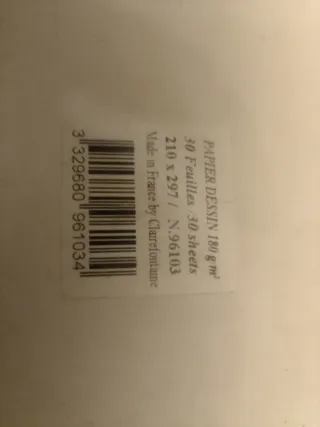 PAPIER DESSIN 180 g m²
30 Feuilles 30 sheets
210 x 297 / N.96103
Made in France by Clairefontaine
3 329680 961034